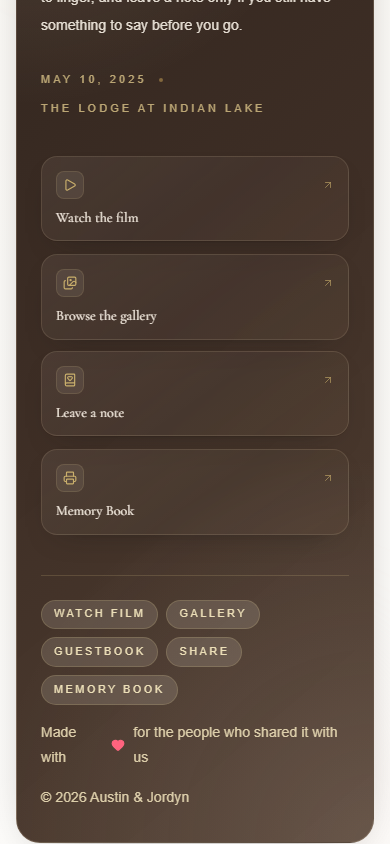 something to say before you go.
MAY 10, 2025 •
THE LODGE AT INDIAN LAKE
Watch the film
Browse the gallery
Leave a note
Memory Book
WATCH FILM GALLERY
GUESTBOOK SHARE
MEMORY BOOK
Made with for the people who shared it with us
© 2026 Austin & Jordyn